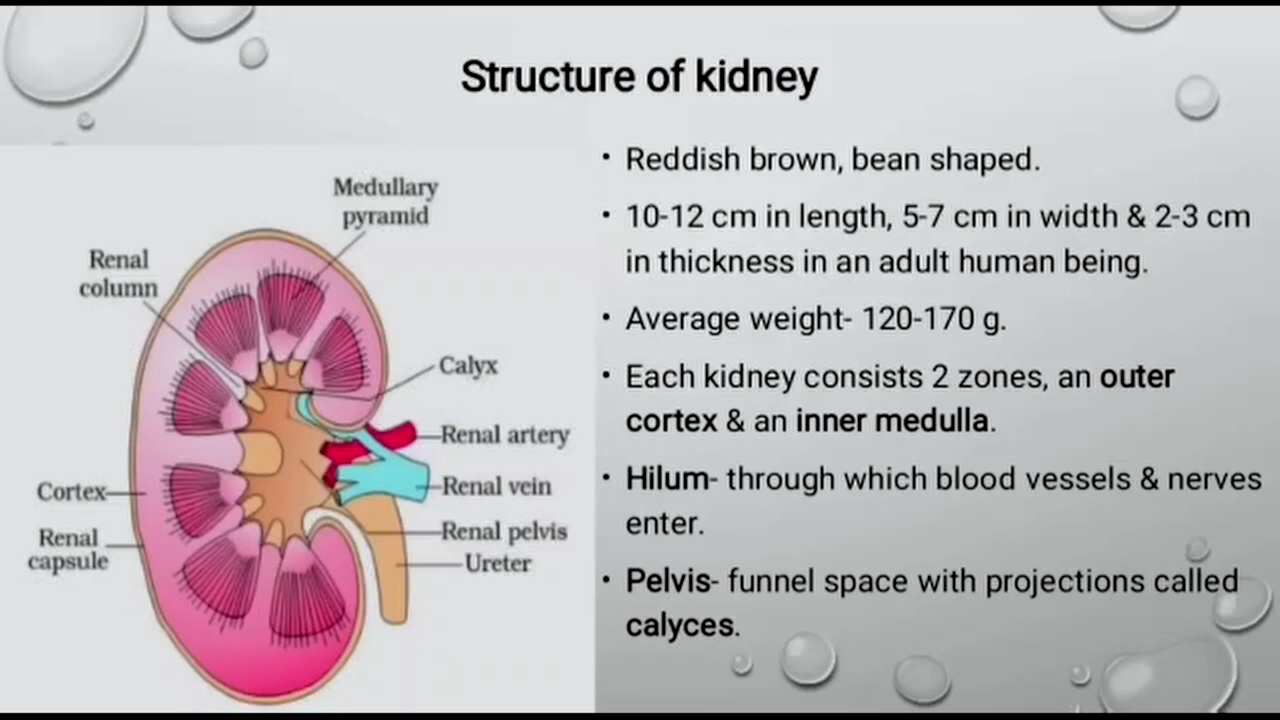 Structure of kidney
Medullary
pyramid
Renal
column
Calyx
Renal artery
Renal vein
Cortex
Renal pelvis
Renal
capsule
Ureter
• Reddish brown, bean shaped.
• 10-12 cm in length, 5-7 cm in width & 2-3 cm
in thickness in an adult human being.
• Average weight- 120-170 g.
• Each kidney consists 2 zones, an outer
cortex & an inner medulla.
• Hilum- through which blood vessels & nerves
enter.
• Pelvis- funnel space with projections called
calyces.